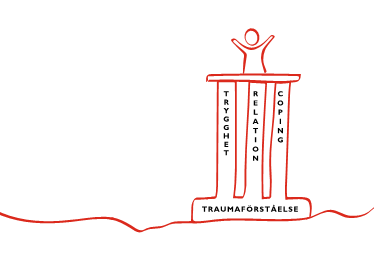 TRYGGHET
RELATION
COPING
TRAUMAFÖRSTÅELSE